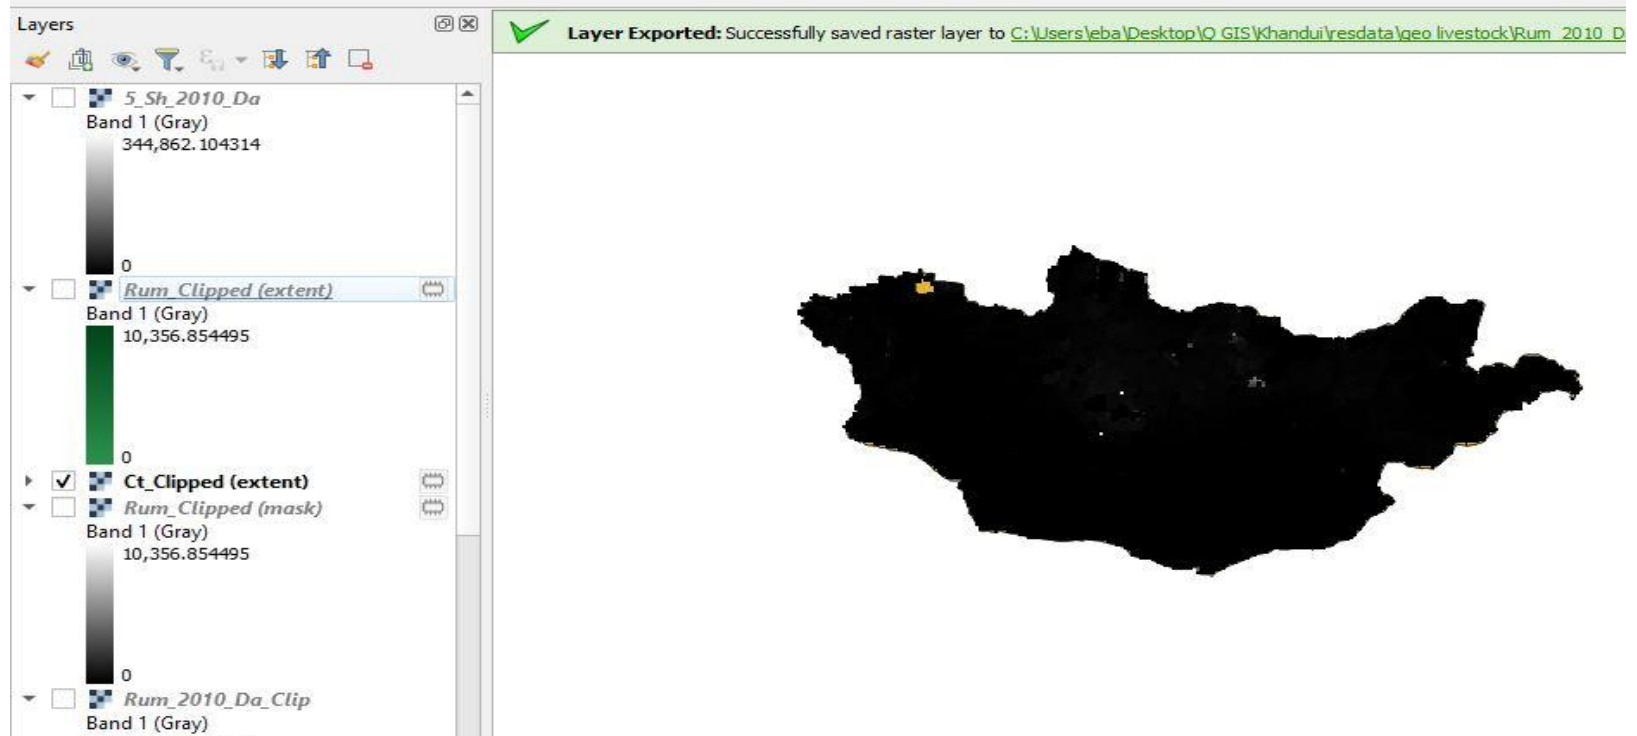 Layers
Layer Exported: Successfully saved raster layer to C:\Users\eba\Desktop\Q GIS\Khandui\resdata\geo livestock\Rum_2010_D
5_Sh_2010_Da
Band 1 (Gray)
344,862.104314
0
Rum_Clipped (extent)
Band 1 (Gray)
10,356.854495
0
Ct_Clipped (extent)
Rum_Clipped (mask)
Band 1 (Gray)
10,356.854495
0
Rum_2010_Da_Clip
Band 1 (Gray)